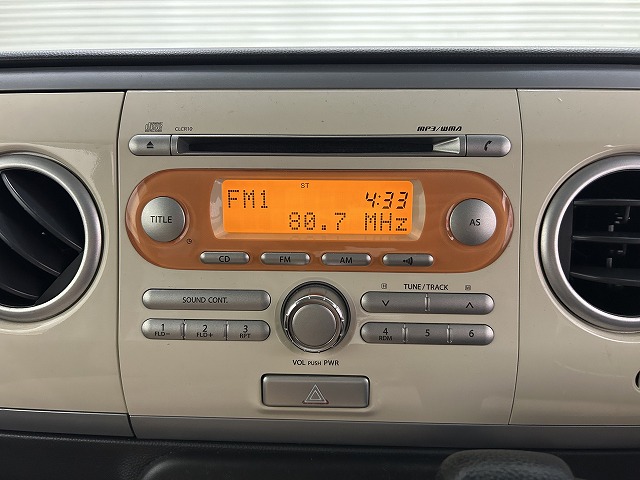 CLCR10 MP3/WMA
ST
FM1 4:33
80.7 MHz
TITLE AS
CD FM AM
SOUND CONT. TUNE/TRACK
1 2 3 4 5 6
FLD- FLD+ RPT RDM
VOL PUSH PWR